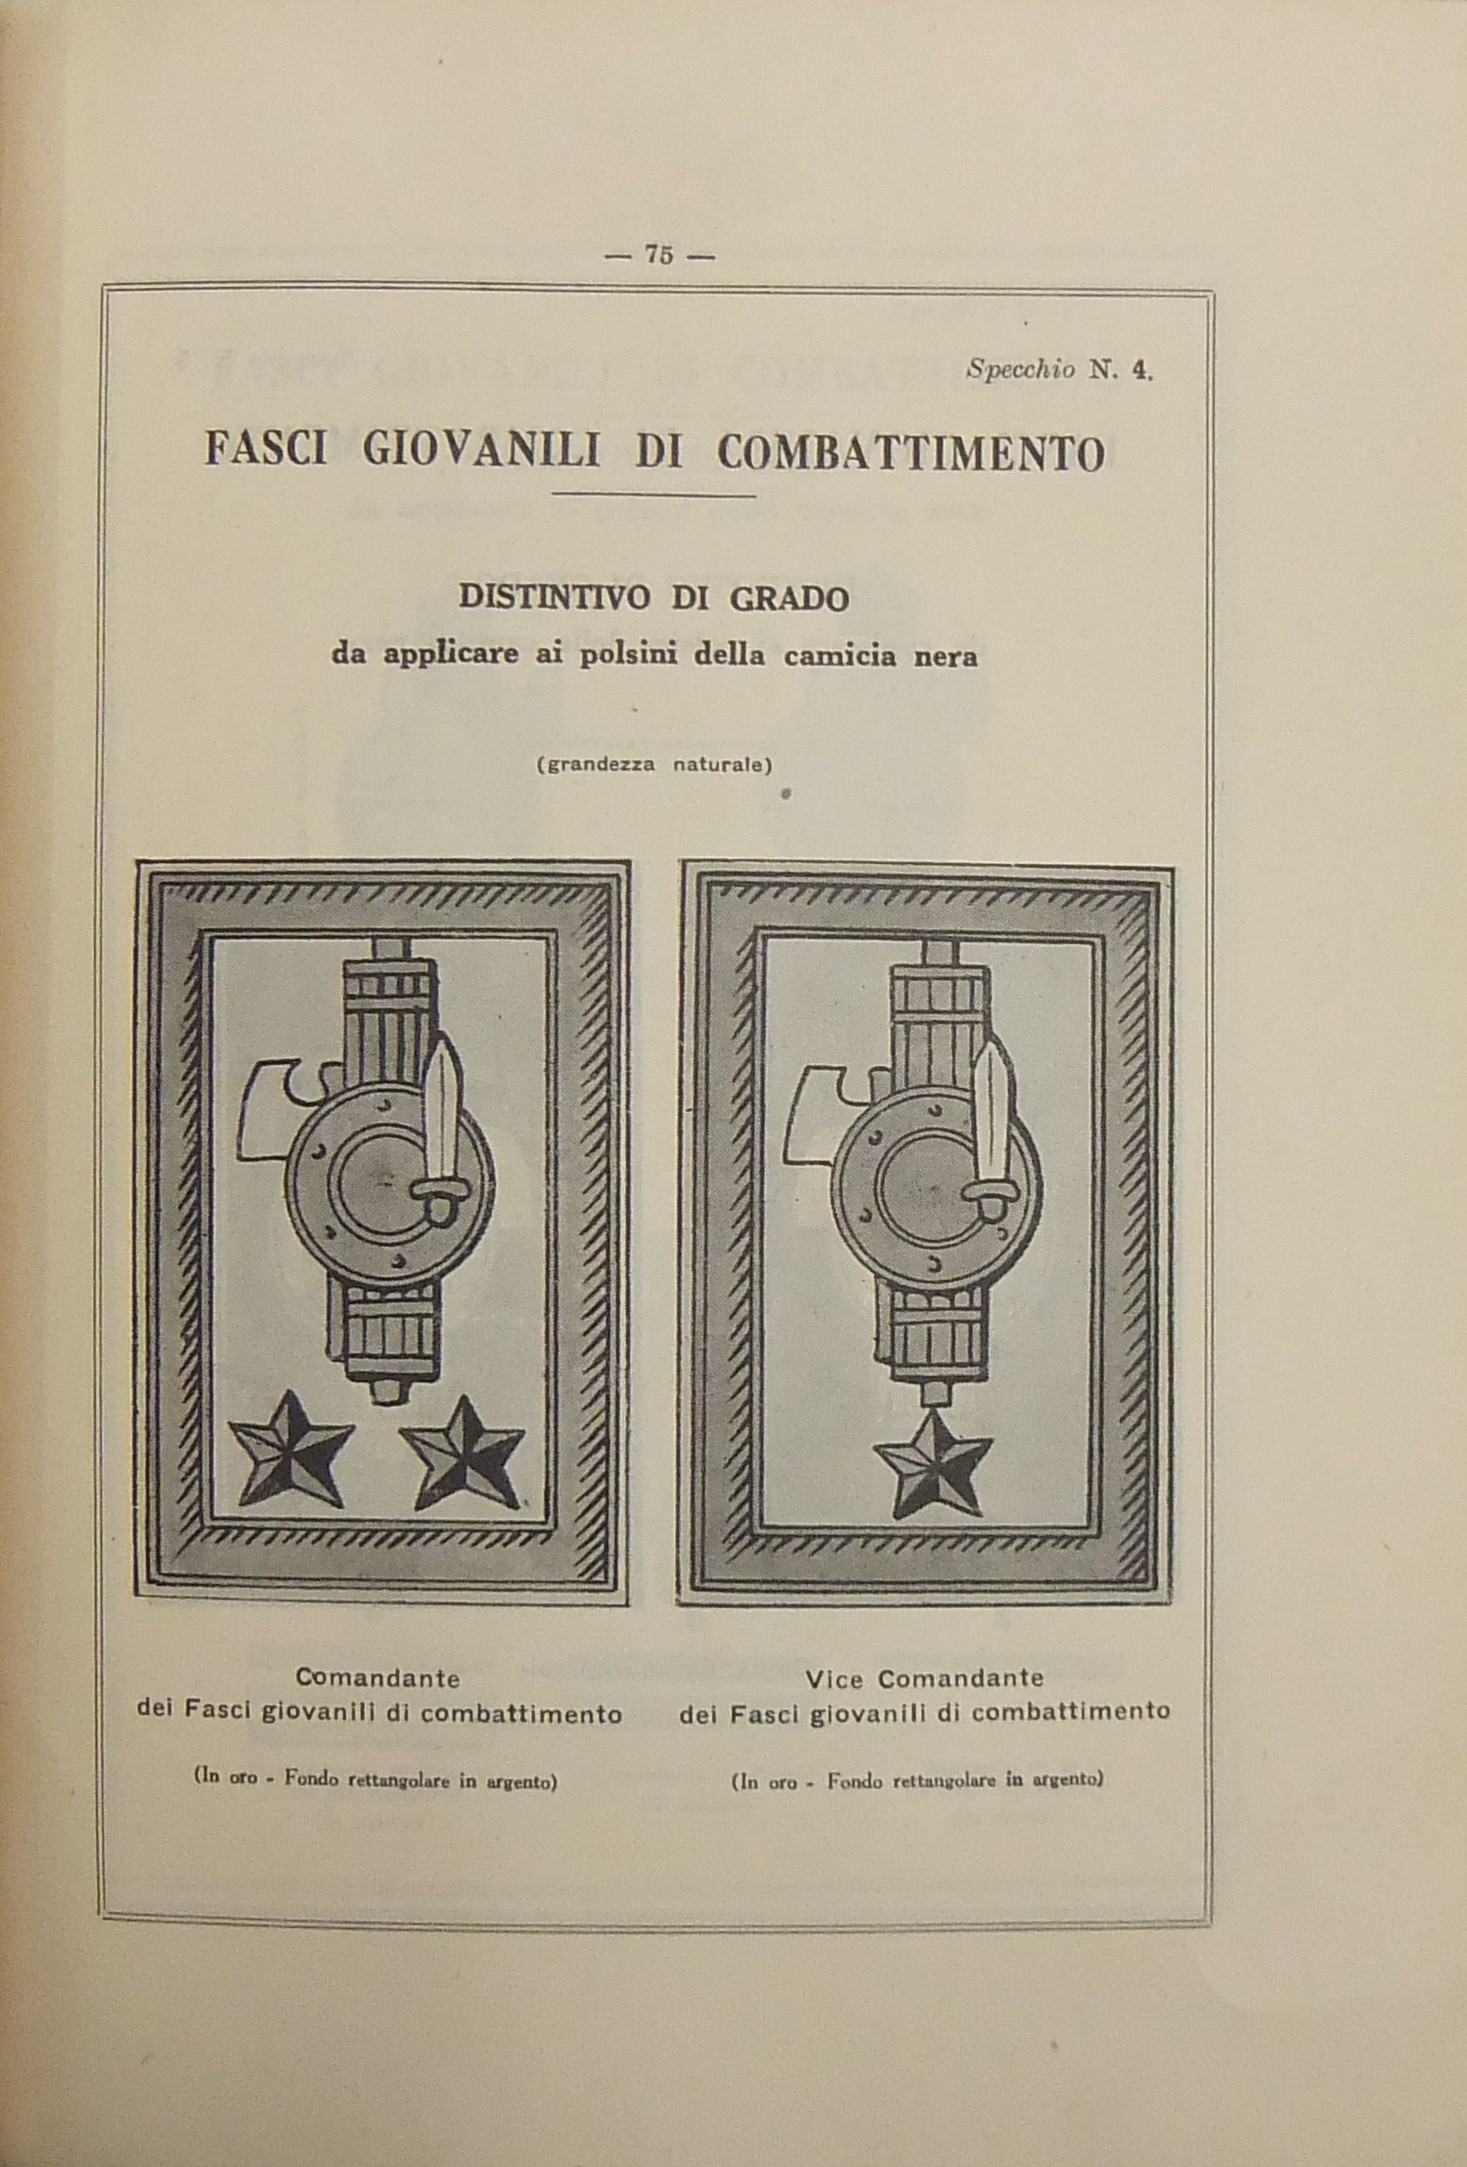 — 75 —
Specchio N. 4.
FASCI GIOVANILI DI COMBATTIMENTO
DISTINTIVO DI GRADO
da applicare ai polsini della camicia nera
(grandezza naturale)
Comandante
dei Fasci giovanili di combattimento
(In oro - Fondo rettangolare in argento)
Vice Comandante
dei Fasci giovanili di combattimento
(In oro - Fondo rettangolare in argento)